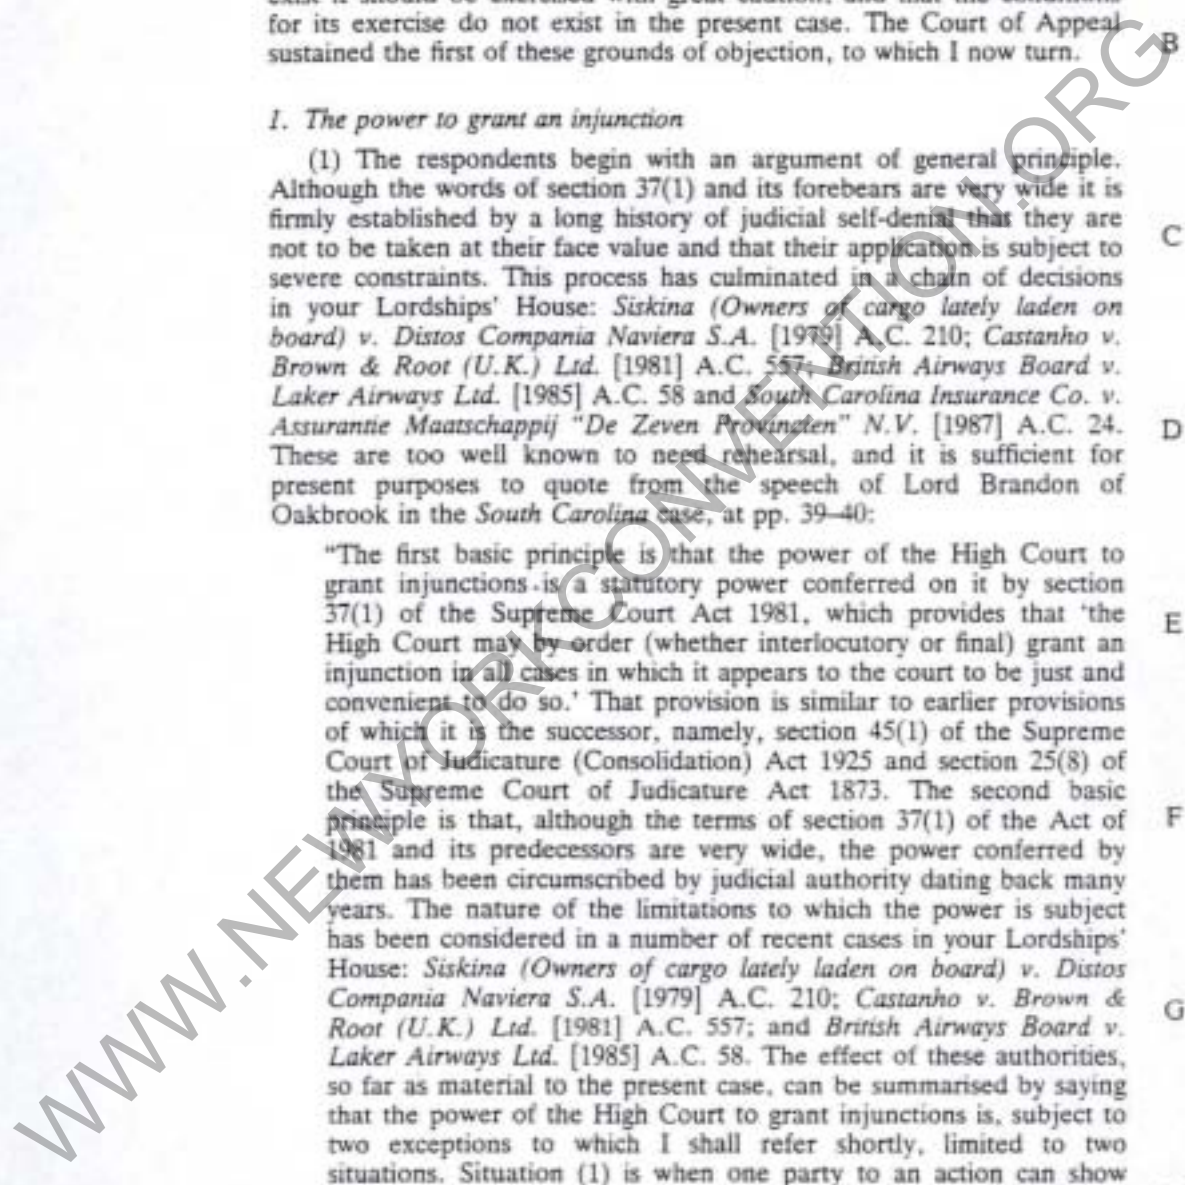 for its exercise do not exist in the present case. The Court of Appeal
sustained the first of these grounds of objection, to which I now turn.
B
1. The power to grant an injunction
(1) The respondents begin with an argument of general principle.
Although the words of section 37(1) and its forebears are very wide it is
firmly established by a long history of judicial self-denial that they are
not to be taken at their face value and that their application is subject to
C
severe constraints. This process has culminated in a chain of decisions
in your Lordships' House: Siskina (Owners of cargo lately laden on
board) v. Distos Compania Naviera S.A. [1979] A.C. 210; Castanho v.
Brown & Root (U.K.) Ltd. [1981] A.C. 557; British Airways Board v.
Laker Airways Ltd. [1985] A.C. 58 and South Carolina Insurance Co. v.
Assurantie Maatschappij "De Zeven Provincien" N.V. [1987] A.C. 24.
D
These are too well known to need rehearsal, and it is sufficient for
present purposes to quote from the speech of Lord Brandon of
Oakbrook in the South Carolina case, at pp. 39–40:
"The first basic principle is that the power of the High Court to
grant injunctions is a statutory power conferred on it by section
37(1) of the Supreme Court Act 1981, which provides that 'the
E
High Court may by order (whether interlocutory or final) grant an
injunction in all cases in which it appears to the court to be just and
convenient to do so.' That provision is similar to earlier provisions
of which it is the successor, namely, section 45(1) of the Supreme
Court of Judicature (Consolidation) Act 1925 and section 25(8) of
the Supreme Court of Judicature Act 1873. The second basic
principle is that, although the terms of section 37(1) of the Act of
F
1981 and its predecessors are very wide, the power conferred by
them has been circumscribed by judicial authority dating back many
years. The nature of the limitations to which the power is subject
has been considered in a number of recent cases in your Lordships'
House: Siskina (Owners of cargo lately laden on board) v. Distos
Compania Naviera S.A. [1979] A.C. 210; Castanho v. Brown &
G
Root (U.K.) Ltd. [1981] A.C. 557; and British Airways Board v.
Laker Airways Ltd. [1985] A.C. 58. The effect of these authorities,
so far as material to the present case, can be summarised by saying
that the power of the High Court to grant injunctions is, subject to
two exceptions to which I shall refer shortly, limited to two
situations. Situation (1) is when one party to an action can show
WWW.NEWYORKCONVENTION.ORG